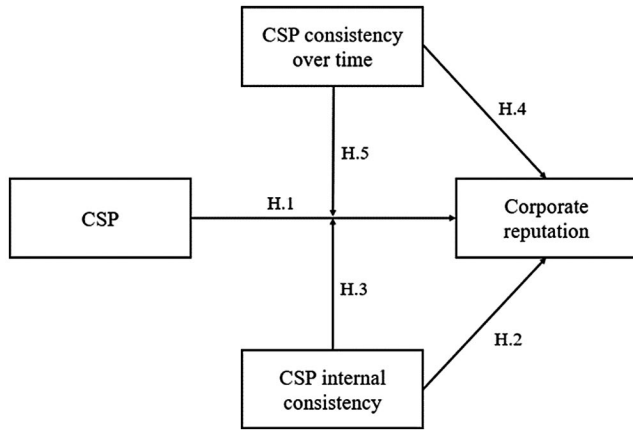 CSP consistency
over time
H.4
H.5
CSP
H.1
Corporate
reputation
H.3
H.2
CSP internal
consistency